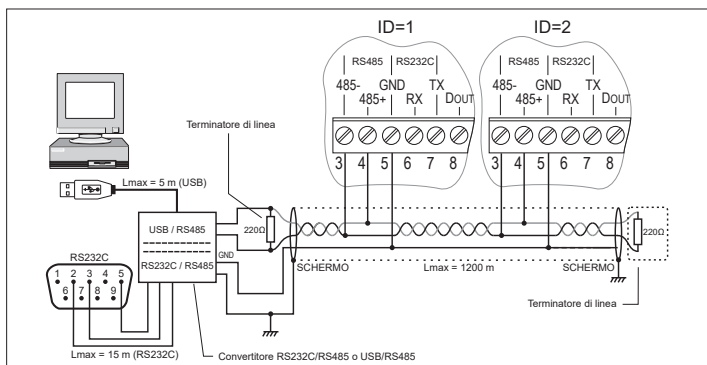 ID=1 ID=2
RS485 RS232C RS485 RS232C
485- GND TX 485- GND TX
485+ RX DOUT 485+ RX DOUT
3 4 5 6 7 8 3 4 5 6 7 8
Terminatore di linea
Lmax = 5 m (USB)
USB / RS485
220Ω 220Ω
RS232C
GND
RS232C / RS485
SCHERMO Lmax = 1200 m SCHERMO
1 2 3 4 5
6 7 8 9
Terminatore di linea
Lmax = 15 m (RS232C)
Convertitore RS232C/RS485 o USB/RS485